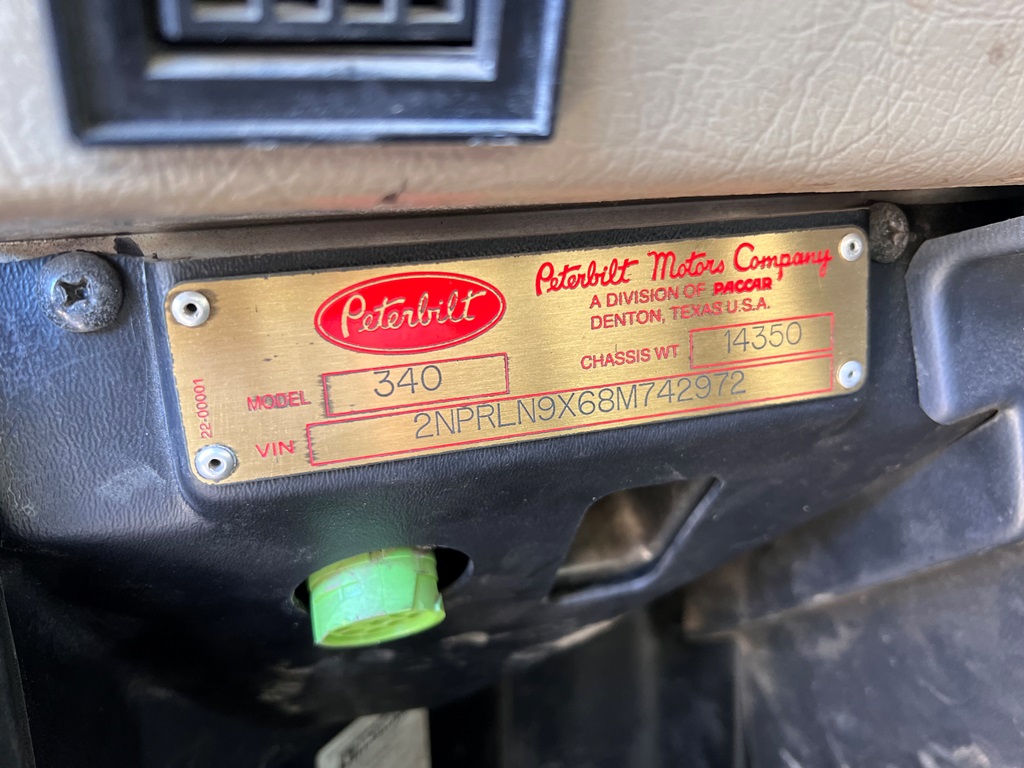 Peterbilt
Peterbilt Motors Company
A DIVISION OF PACCAR
DENTON, TEXAS U.S.A.
MODEL 340
CHASSIS WT 14350
VIN 2NPRLN9X68M742972
22-00001